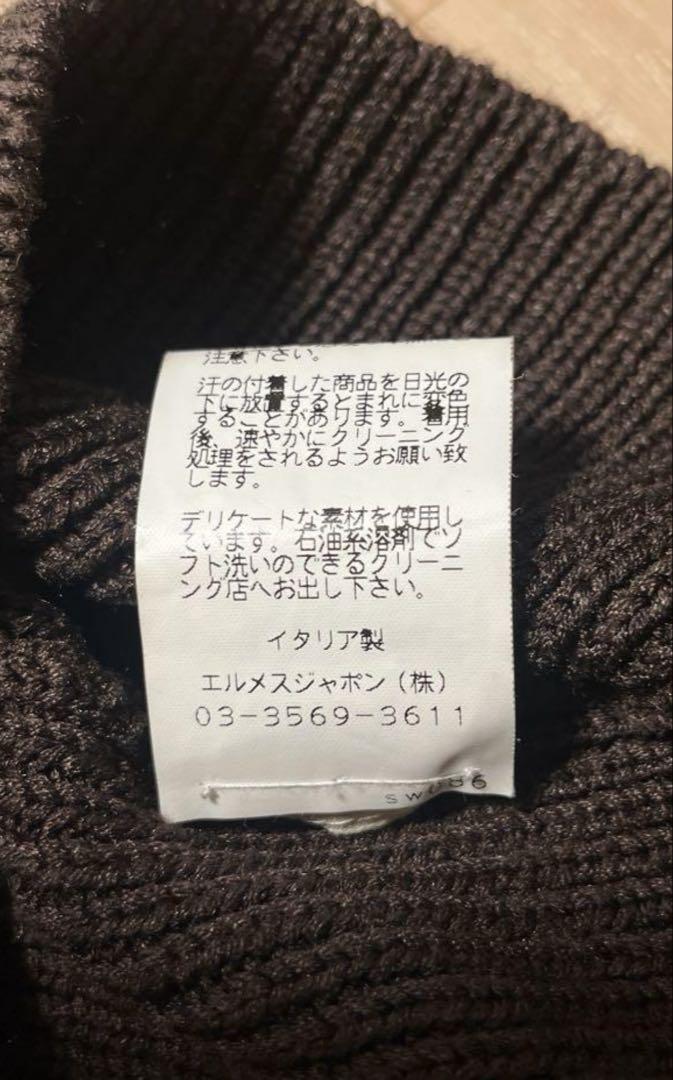 注意下さい。
汗の付着した商品を日光の
下に放置するとまれに変色
することがあります。着用
後、速やかにクリーニング
処理をされるようお願い致
します。
デリケートな素材を使用し
ています。石油系溶剤でソ
フト洗いのできるクリーニ
ング店へお出し下さい。
イタリア製
エルメスジャポン（株）
03-3569-3611